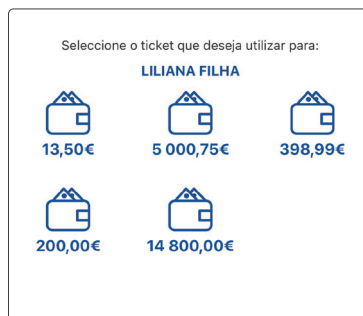 Seleccione o ticket que deseja utilizar para:
LILIANA FILHA
13,50€ 5 000,75€ 398,99€
200,00€ 14 800,00€